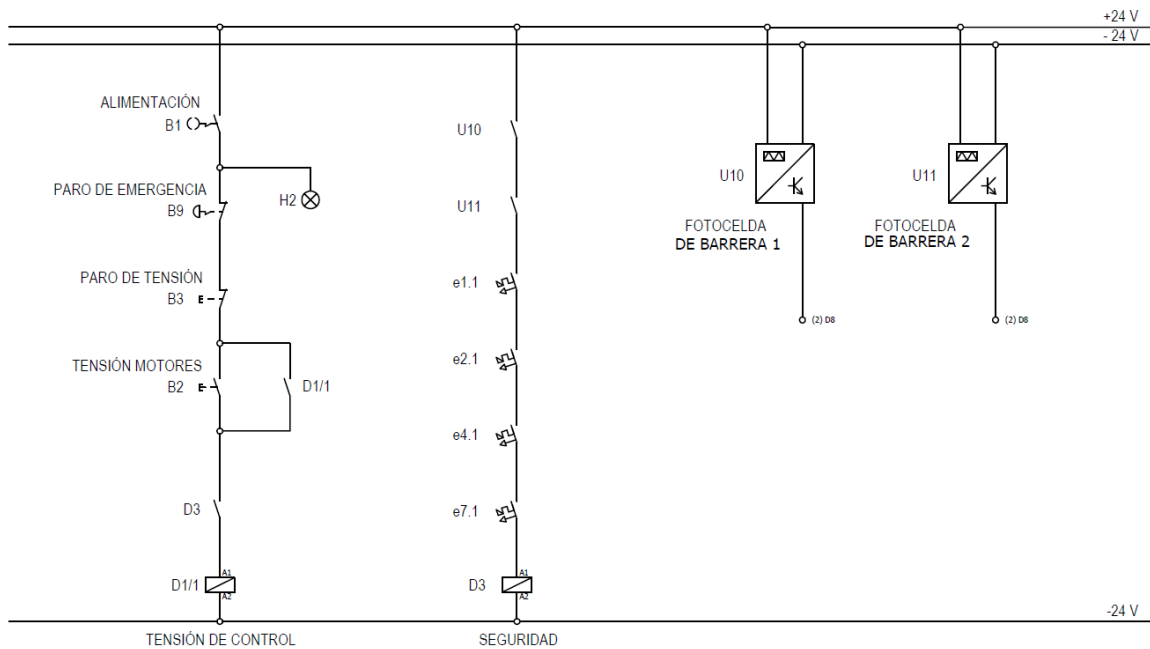 +24 V
- 24 V
ALIMENTACIÓN
B1
PARO DE EMERGENCIA
B9
H2
PARO DE TENSIÓN
B3
TENSIÓN MOTORES
B2
D1/1
D3
D1/1
A1
A2
TENSIÓN DE CONTROL
U10
U11
e1.1
e2.1
e4.1
e7.1
D3
A1
A2
SEGURIDAD
U10
FOTOCELDA
DE BARRERA 1
(2) D8
U11
FOTOCELDA
DE BARRERA 2
(2) D8
-24 V